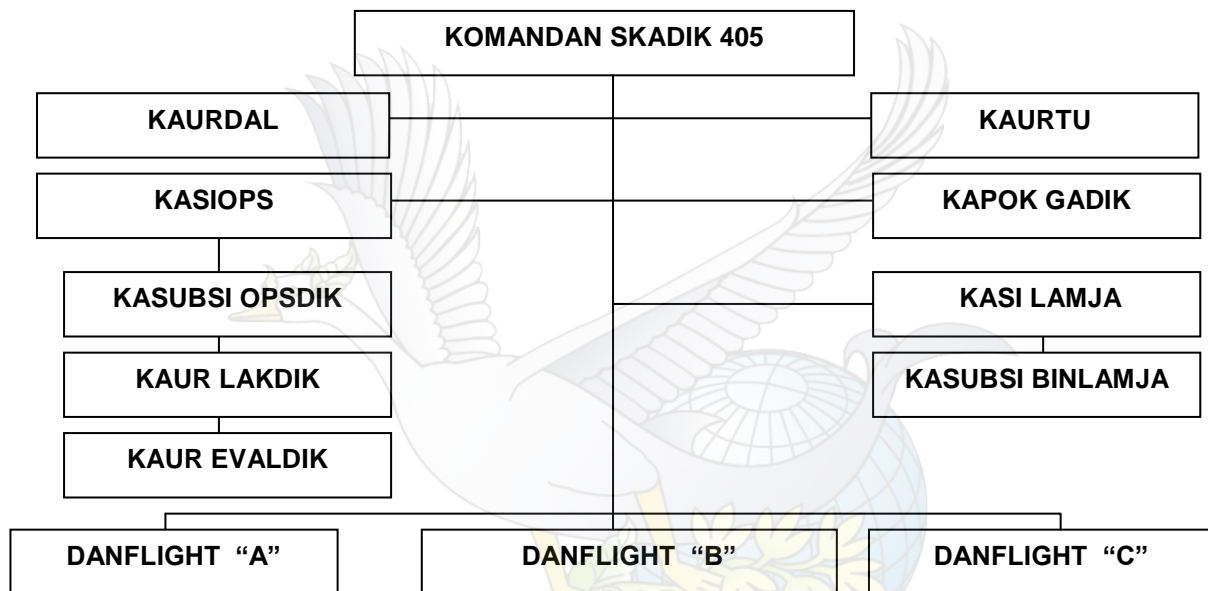 KOMANDAN SKADIK 405
KAURDAL
KAURTU
KASIOPS
KAPOK GADIK
KASUBSI OPSDIK
KASI LAMJA
KAUR LAKDIK
KASUBSI BINLAMJA
KAUR EVALDIK
DANFLIGHT “A”
DANFLIGHT “B”
DANFLIGHT “C”